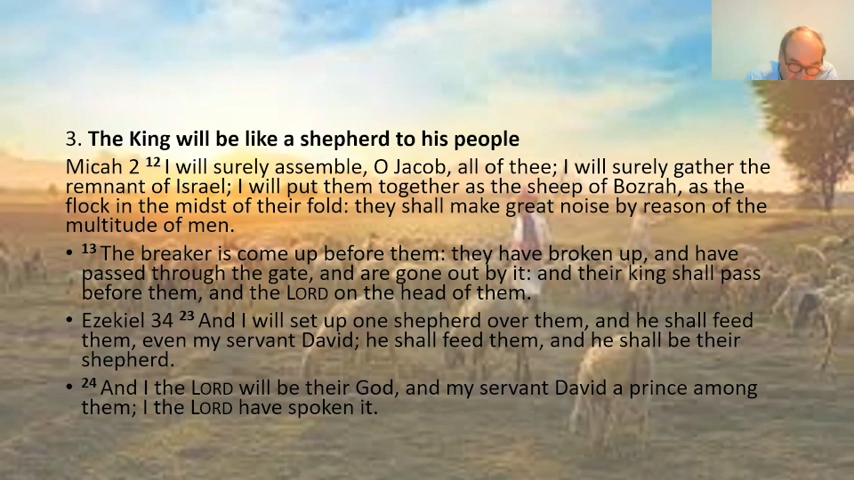 3. The King will be like a shepherd to his people
Micah 2 12 I will surely assemble, O Jacob, all of thee; I will surely gather the
remnant of Israel; I will put them together as the sheep of Bozrah, as the
flock in the midst of their fold: they shall make great noise by reason of the
multitude of men.
• 13 The breaker is come up before them: they have broken up, and have
passed through the gate, and are gone out by it: and their king shall pass
before them, and the LORD on the head of them.
• Ezekiel 34 23 And I will set up one shepherd over them, and he shall feed
them, even my servant David; he shall feed them, and he shall be their
shepherd.
• 24 And I the LORD will be their God, and my servant David a prince among
them; I the LORD have spoken it.